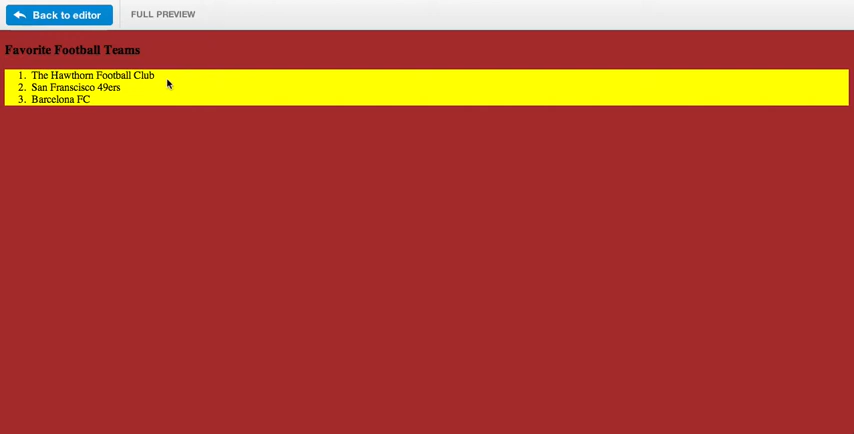 Back to editor
FULL PREVIEW
Favorite Football Teams
1. The Hawthorn Football Club
2. San Franscisco 49ers
3. Barcelona FC